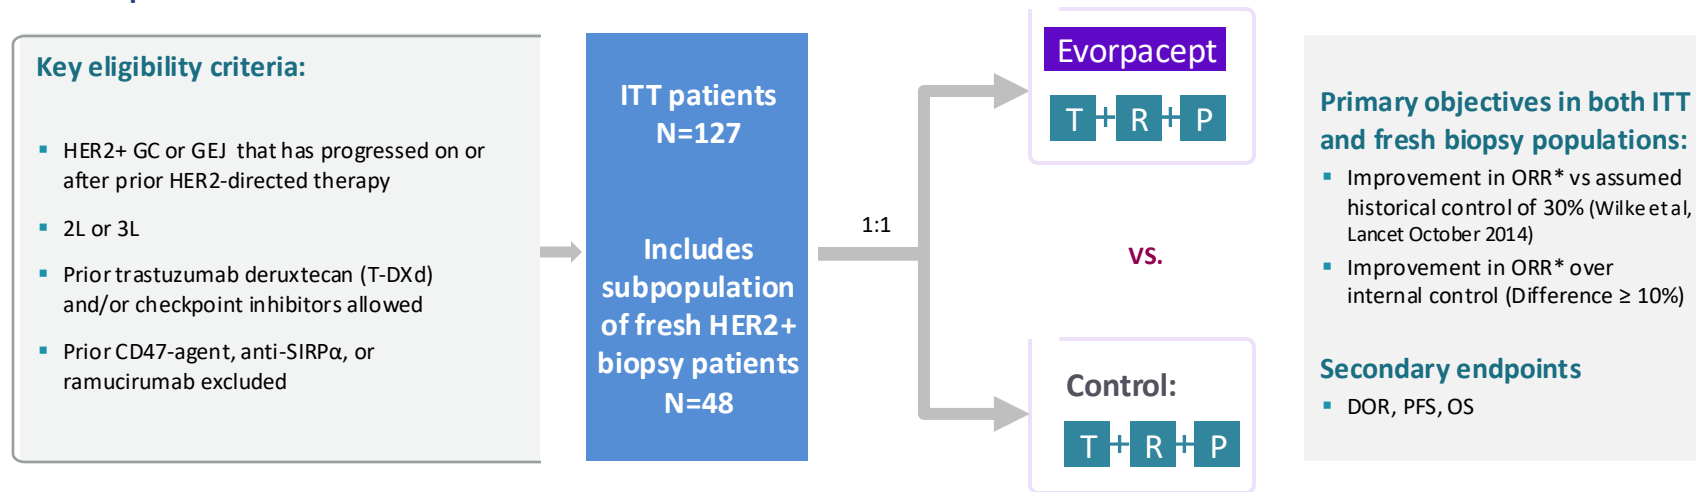 Key eligibility criteria:
▪ HER2+ GC or GEJ that has progressed on or
after prior HER2-directed therapy
▪ 2L or 3L
▪ Prior trastuzumab deruxtecan (T-DXd)
and/or checkpoint inhibitors allowed
▪ Prior CD47-agent, anti-SIRPα, or
ramucirumab excluded
ITT patients
N=127
Includes
subpopulation
of fresh HER2+
biopsy patients
N=48
1:1
Evorpacept
T + R + P
vs.
Control:
T + R + P
Primary objectives in both ITT
and fresh biopsy populations:
▪ Improvement in ORR* vs assumed
historical control of 30% (Wilke et al,
Lancet October 2014)
▪ Improvement in ORR* over
internal control (Difference ≥ 10%)
Secondary endpoints
▪ DOR, PFS, OS